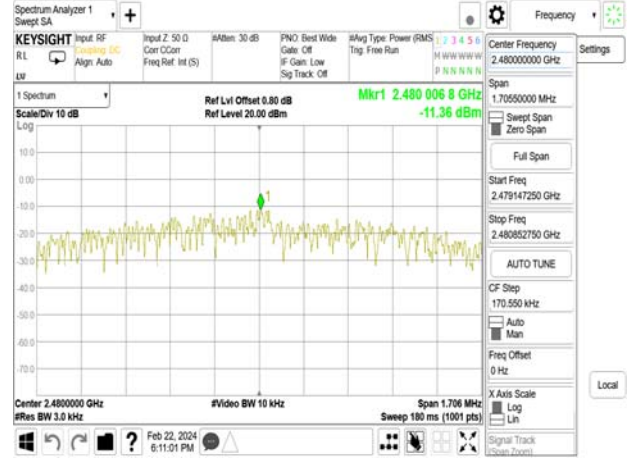 Spectrum Analyzer 1
Swept SA
Frequency
KEYSIGHT
RL
Input: RF
Coupling: DC
Align: Auto
Input Z: 50 Ω
Corr CCorr
Freq Ref: Int (S)
#Atten: 30 dB
PNO: Best Wide
Gate: Off
IF Gain: Low
Sig Track: Off
#Avg Type: Power (RMS
Trig: Free Run
1 2 3 4 5 6
M W W W W W
P N N N N N
1 Spectrum
Scale/Div 10 dB
Log
Ref Lvl Offset 0.80 dB
Ref Level 20.00 dBm
Mkr1 2.480 006 8 GHz
-11.36 dBm
10.0
0.00
-10.0
-20.0
-30.0
-40.0
-50.0
-60.0
-70.0
1
Center 2.4800000 GHz
#Res BW 3.0 kHz
#Video BW 10 kHz
Span 1.706 MHz
Sweep 180 ms (1001 pts)
Feb 22, 2024
6:11:01 PM
Center Frequency
2.480000000 GHz
Span
1.70550000 MHz
Swept Span
Zero Span
Full Span
Start Freq
2.479147250 GHz
Stop Freq
2.480852750 GHz
AUTO TUNE
CF Step
170.550 kHz
Auto
Man
Freq Offset
0 Hz
X Axis Scale
Log
Lin
Signal Track
(Span Zoom)
Settings
Local